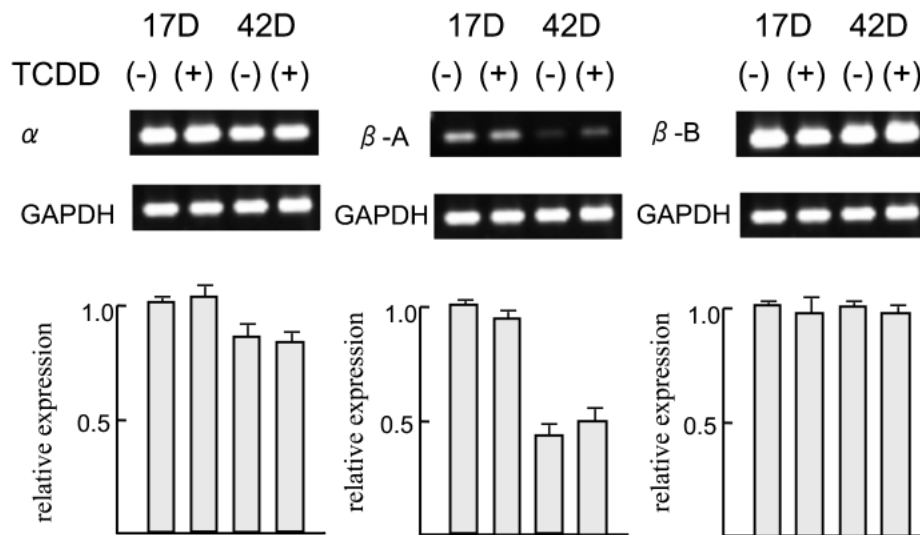 17D 42D 17D 42D 17D 42D
TCDD (-) (+) (-) (+) (-) (+) (-) (+) (-) (+) (-) (+)
α β-A β-B
GAPDH GAPDH GAPDH
1.0 1.0 1.0
0.5 0.5 0.5
relative expression relative expression relative expression